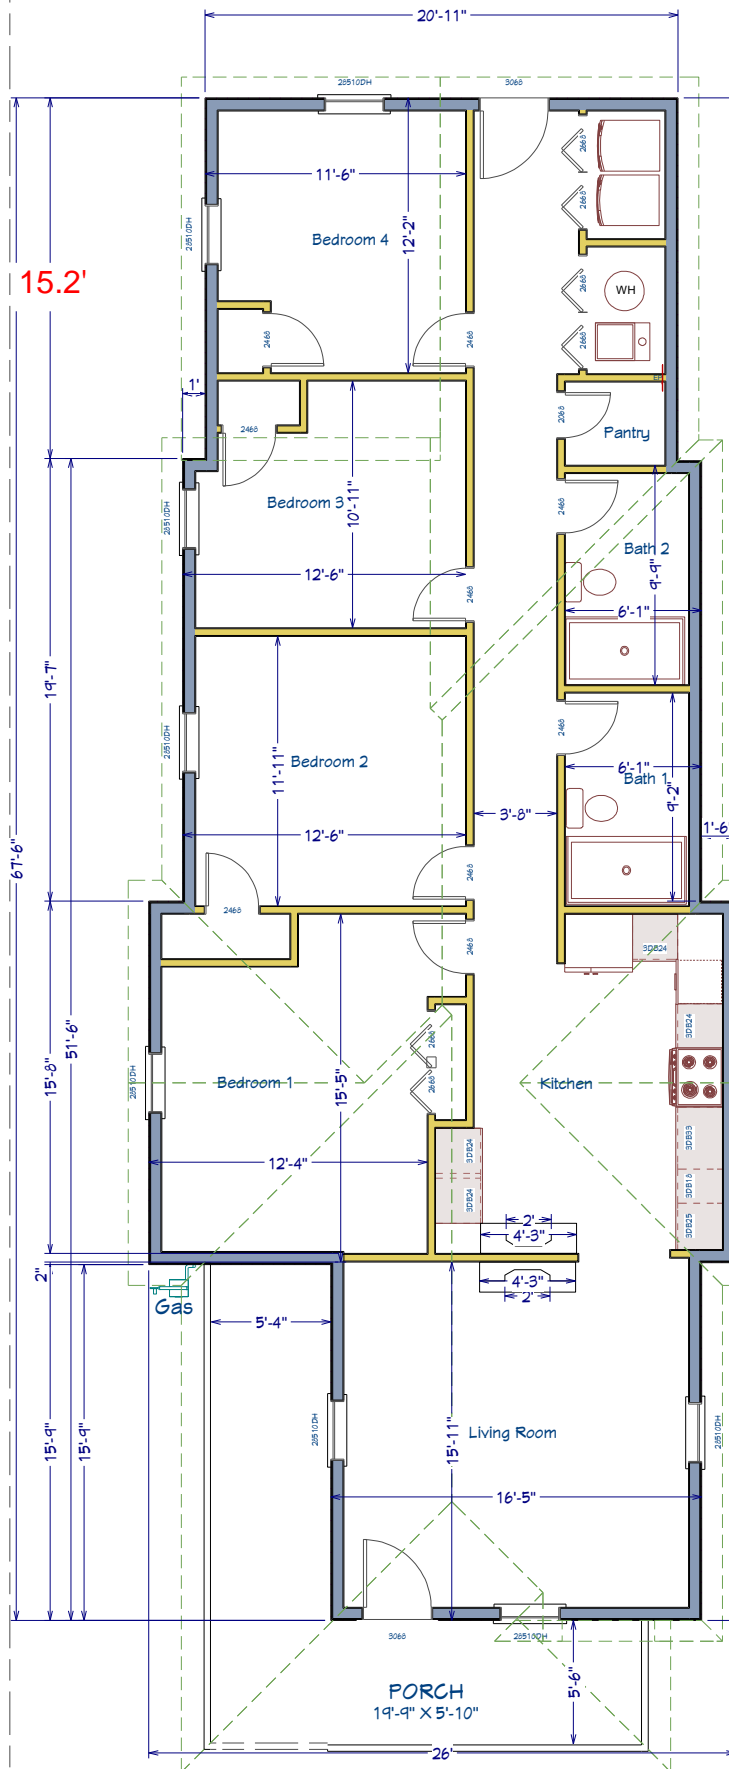 20'-11"
28510DH
3068
2668
11'-6"
12'-2"
Bedroom 4
28510DH
2668
15.2'
2668
WH
2468
2468
2668
1'
2068
2468
Pantry
Bedroom 3
10'-11"
28510DH
2468
Bath 2
9'-9"
12'-6"
2468
6'-1"
19'-7"
28510DH
11'-11"
Bedroom 2
2468
6'-1"
Bath 1
9'-2"
3'-8"
12'-6"
1'-6"
67'-6"
2468
2468
2468
3DB24
3DB24
51'-6"
15'-8"
28510DH
Bedroom 1
15'-5"
2668
2668
Kitchen
3DB33
12'-4"
3DB24
3DB24
3DB18
3DB25
2'
4'-3"
2"
4'-3"
2'
Gas
5'-4"
15'-9"
15'-9"
28510DH
15'-11"
Living Room
28510DH
16'-5"
3068
28510DH
PORCH
19'-9" X 5'-10"
5'-6"
26'